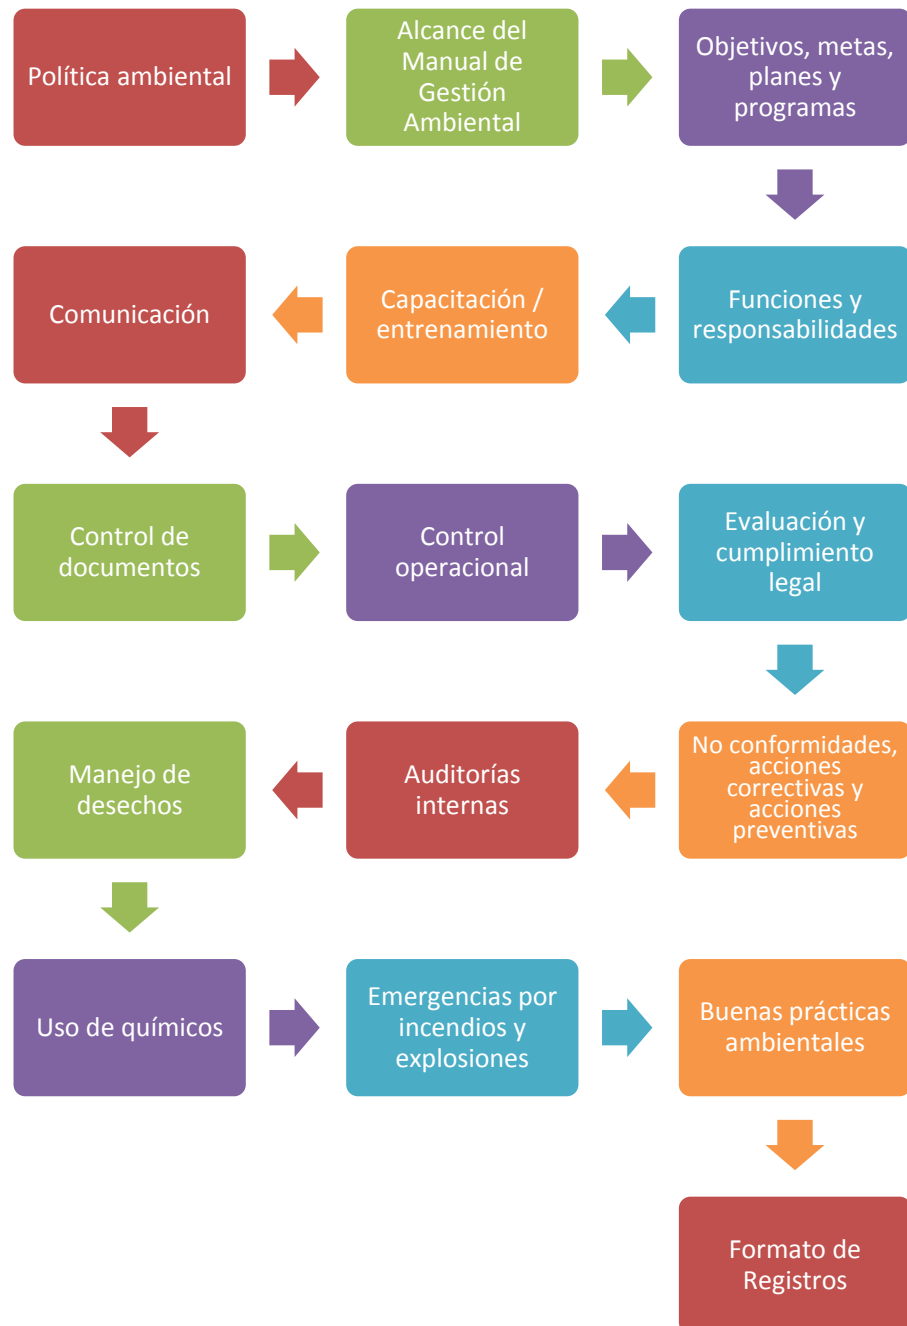 Política ambiental
Alcance del
Manual de
Gestión
Ambiental
Objetivos, metas,
planes y
programas
Funciones y
responsabilidades
Capacitación /
entrenamiento
Comunicación
Control de
documentos
Control
operacional
Evaluación y
cumplimiento
legal
No conformidades,
acciones
correctivas y
acciones
preventivas
Auditorías
internas
Manejo de
desechos
Uso de químicos
Emergencias por
incendios y
explosiones
Buenas prácticas
ambientales
Formato de
Registros